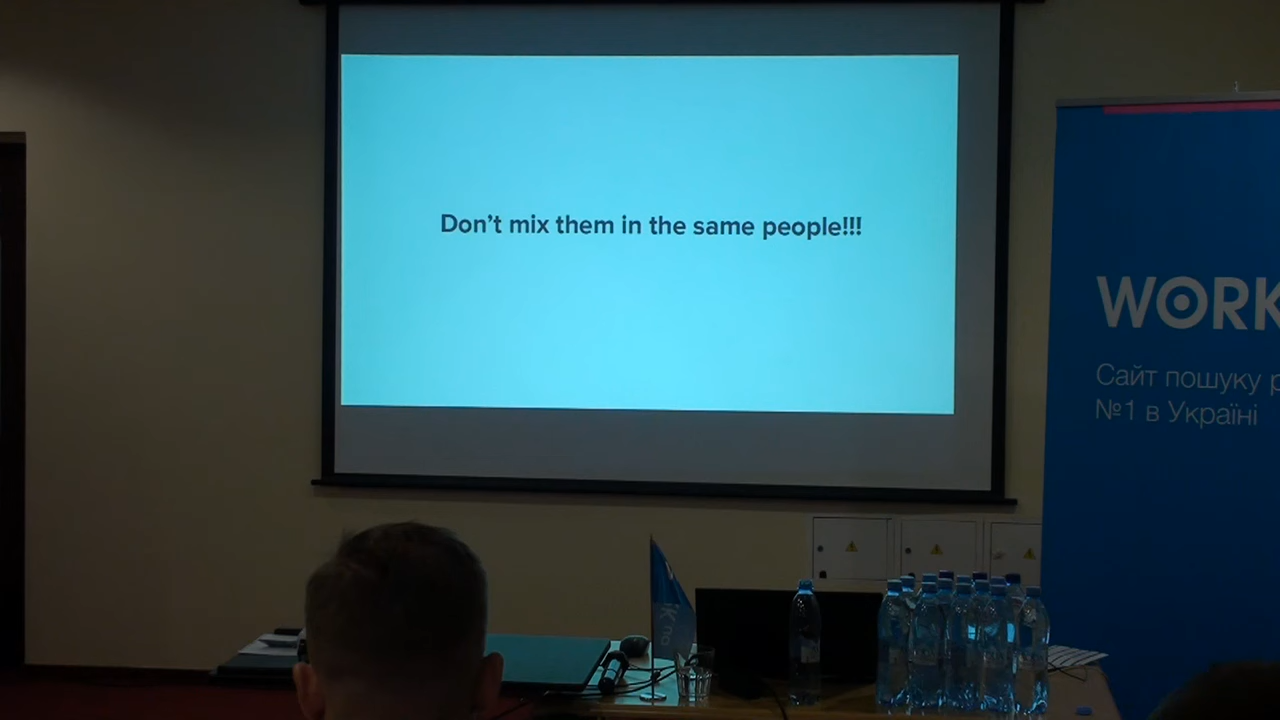 Don't mix them in the same people!!!
WORK
Сайт пошуку
№1 в Україні